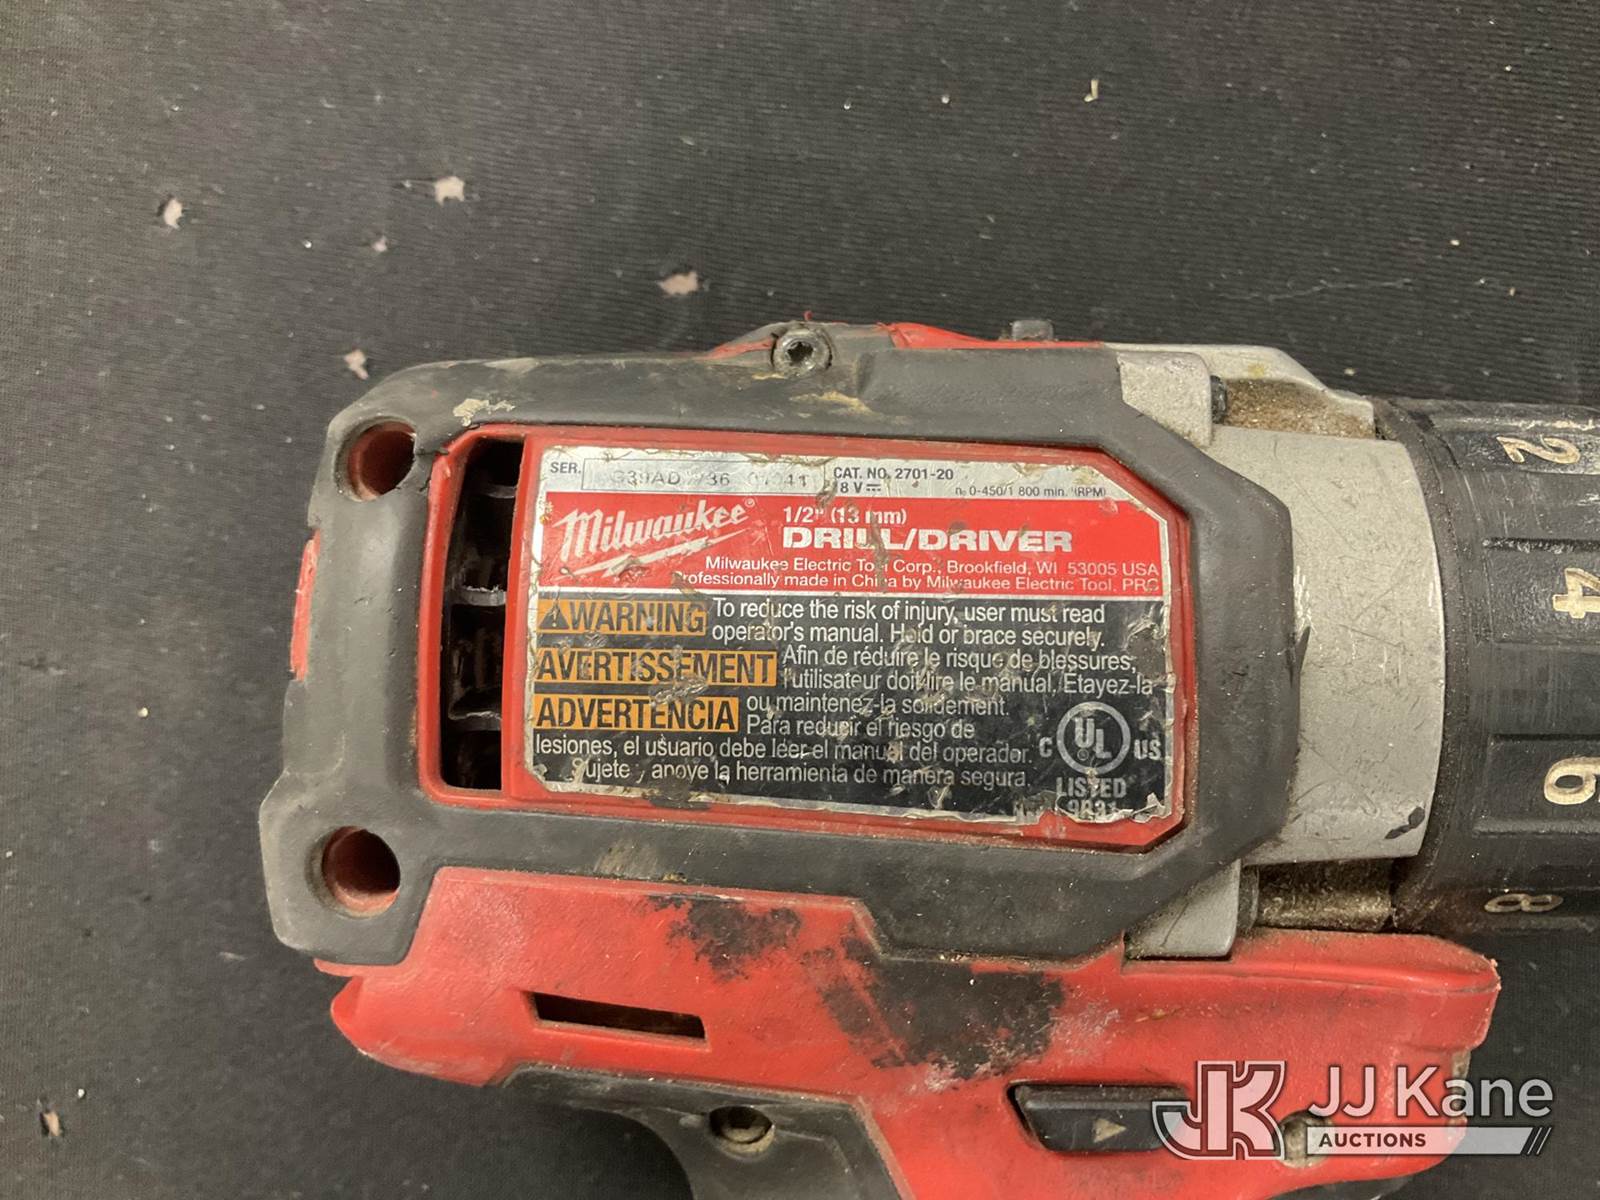 SER.
CAT. NO. 2701-20
18 V
n₀ 0-450/1 800 min. ⁻¹(RPM)
Milwaukee®
1/2" (13 mm)
DRILL/DRIVER
Milwaukee Electric Tool Corp., Brookfield, WI 53005 USA
Professionally made in China by Milwaukee Electric Tool, PRC
WARNING To reduce the risk of injury, user must read
operator's manual. Hold or brace securely.
AVERTISSEMENT Afin de réduire le risque de blessures,
l'utilisateur doit lire le manual. Étayez-la
ou maintenez-la solidement.
ADVERTENCIA Para reducir el riesgo de
lesiones, el usuario debe leer el manual del operador.
Sujete y apoye la herramienta de manera segura.
C UL US
LISTED
2
4
6
8
JJ Kane
AUCTIONS